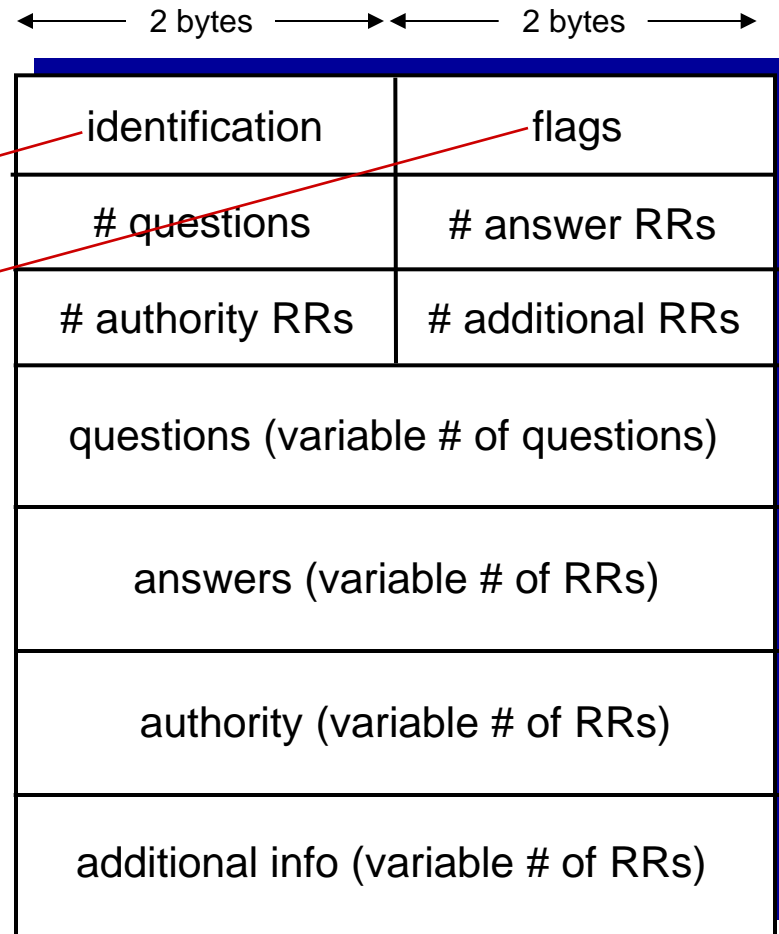 2 bytes 2 bytes
identification flags
# questions # answer RRs
# authority RRs # additional RRs
questions (variable # of questions)
answers (variable # of RRs)
authority (variable # of RRs)
additional info (variable # of RRs)